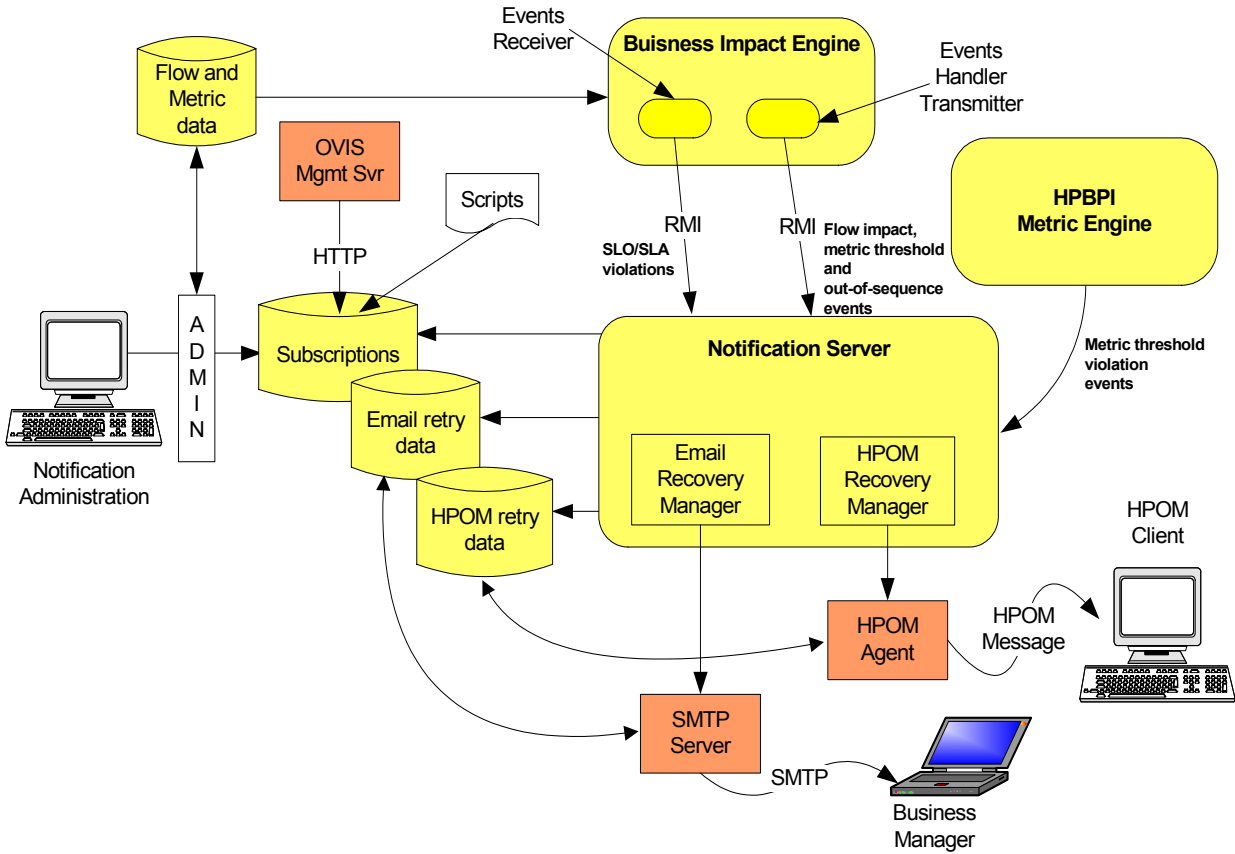 Events
Receiver
Buisness Impact Engine
Events
Handler
Transmitter
Flow and
Metric
data
OVIS
Mgmt Svr
Scripts
HTTP
RMI
SLO/SLA
violations
RMI
Flow impact,
metric threshold
and
out-of-sequence
events
HPBPI
Metric Engine
A
D
M
I
N
Subscriptions
Notification Server
Metric threshold
violation
events
Email retry
data
HPOM retry
data
Email
Recovery
Manager
HPOM
Recovery
Manager
Notification
Administration
HPOM
Client
HPOM
Agent
HPOM
Message
SMTP
Server
SMTP
Business
Manager